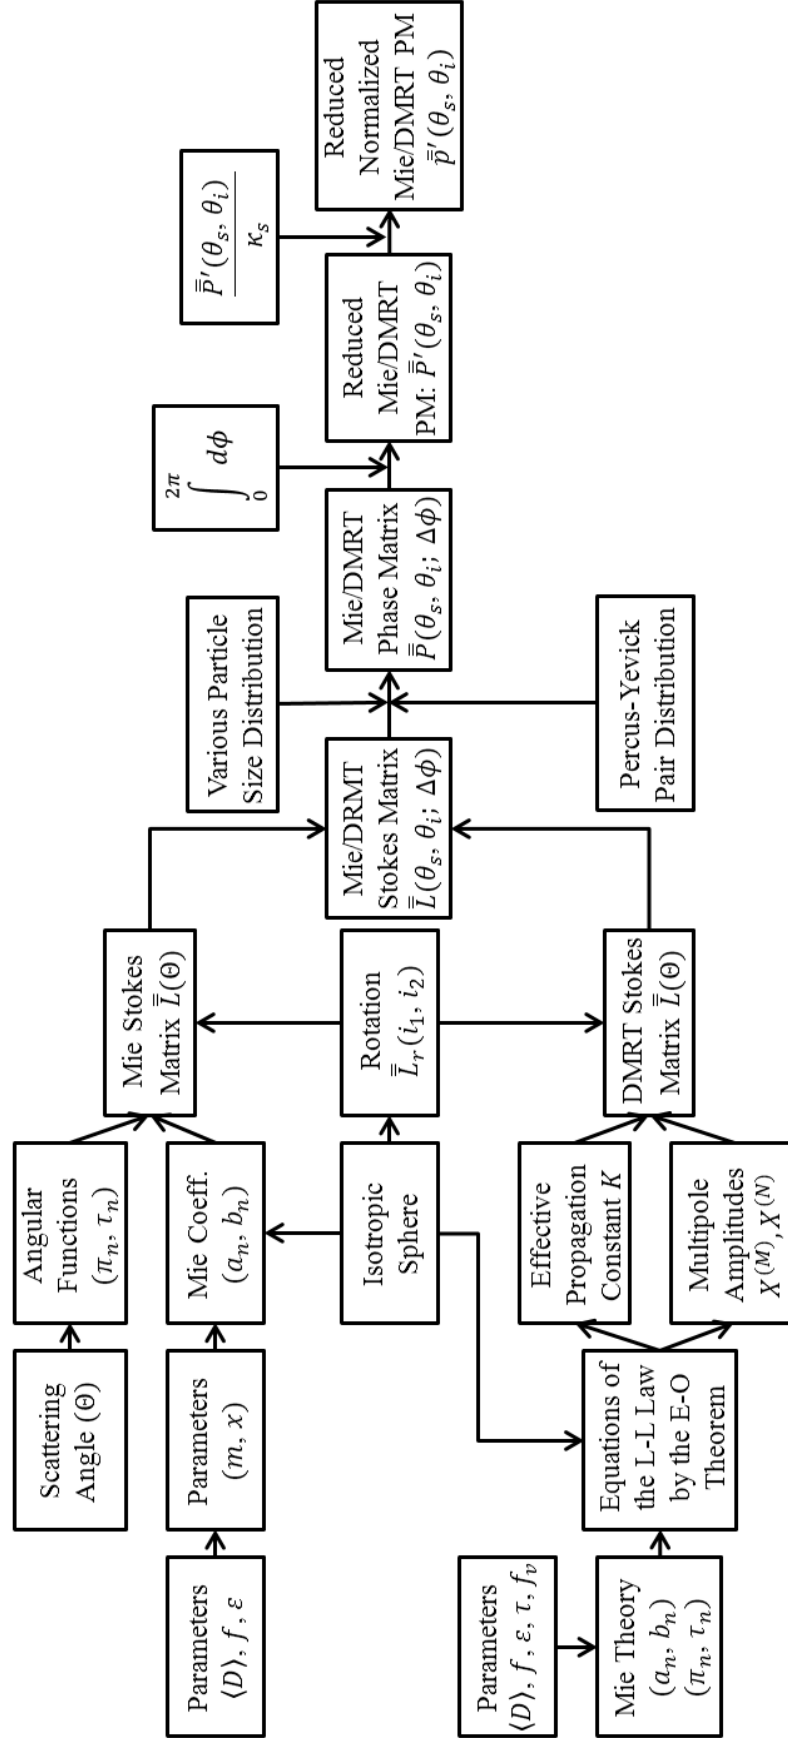 Scattering
Angle (Θ)
Angular
Functions
(πₙ, τₙ)
Parameters
⟨D⟩, f , ε
Parameters
(m, x)
Mie Coeff.
(aₙ, bₙ)
Mie Stokes
Matrix L̿(Θ)
Isotropic
Sphere
Rotation
L̿ᵣ(i₁, i₂)
Parameters
⟨D⟩, f , ε, τ, fᵥ
Mie Theory
(aₙ, bₙ)
(πₙ, τₙ)
Equations of
the L-L Law
by the E-O
Theorem
Effective
Propagation
Constant K
Multipole
Amplitudes
X⁽ᴹ⁾, X⁽ᴺ⁾
DMRT Stokes
Matrix L̿(Θ)
Mie/DRMT
Stokes Matrix
L̿(θₛ, θᵢ; Δϕ)
Various Particle
Size Distribution
Percus-Yevick
Pair Distribution
Mie/DMRT
Phase Matrix
P̿(θₛ, θᵢ; Δϕ)
2π
∫ dϕ
0
Reduced
Mie/DMRT
PM: P̿′(θₛ, θᵢ)
P̿′(θₛ, θᵢ)
κₛ
Reduced
Normalized
Mie/DMRT PM
p̿′(θₛ, θᵢ)